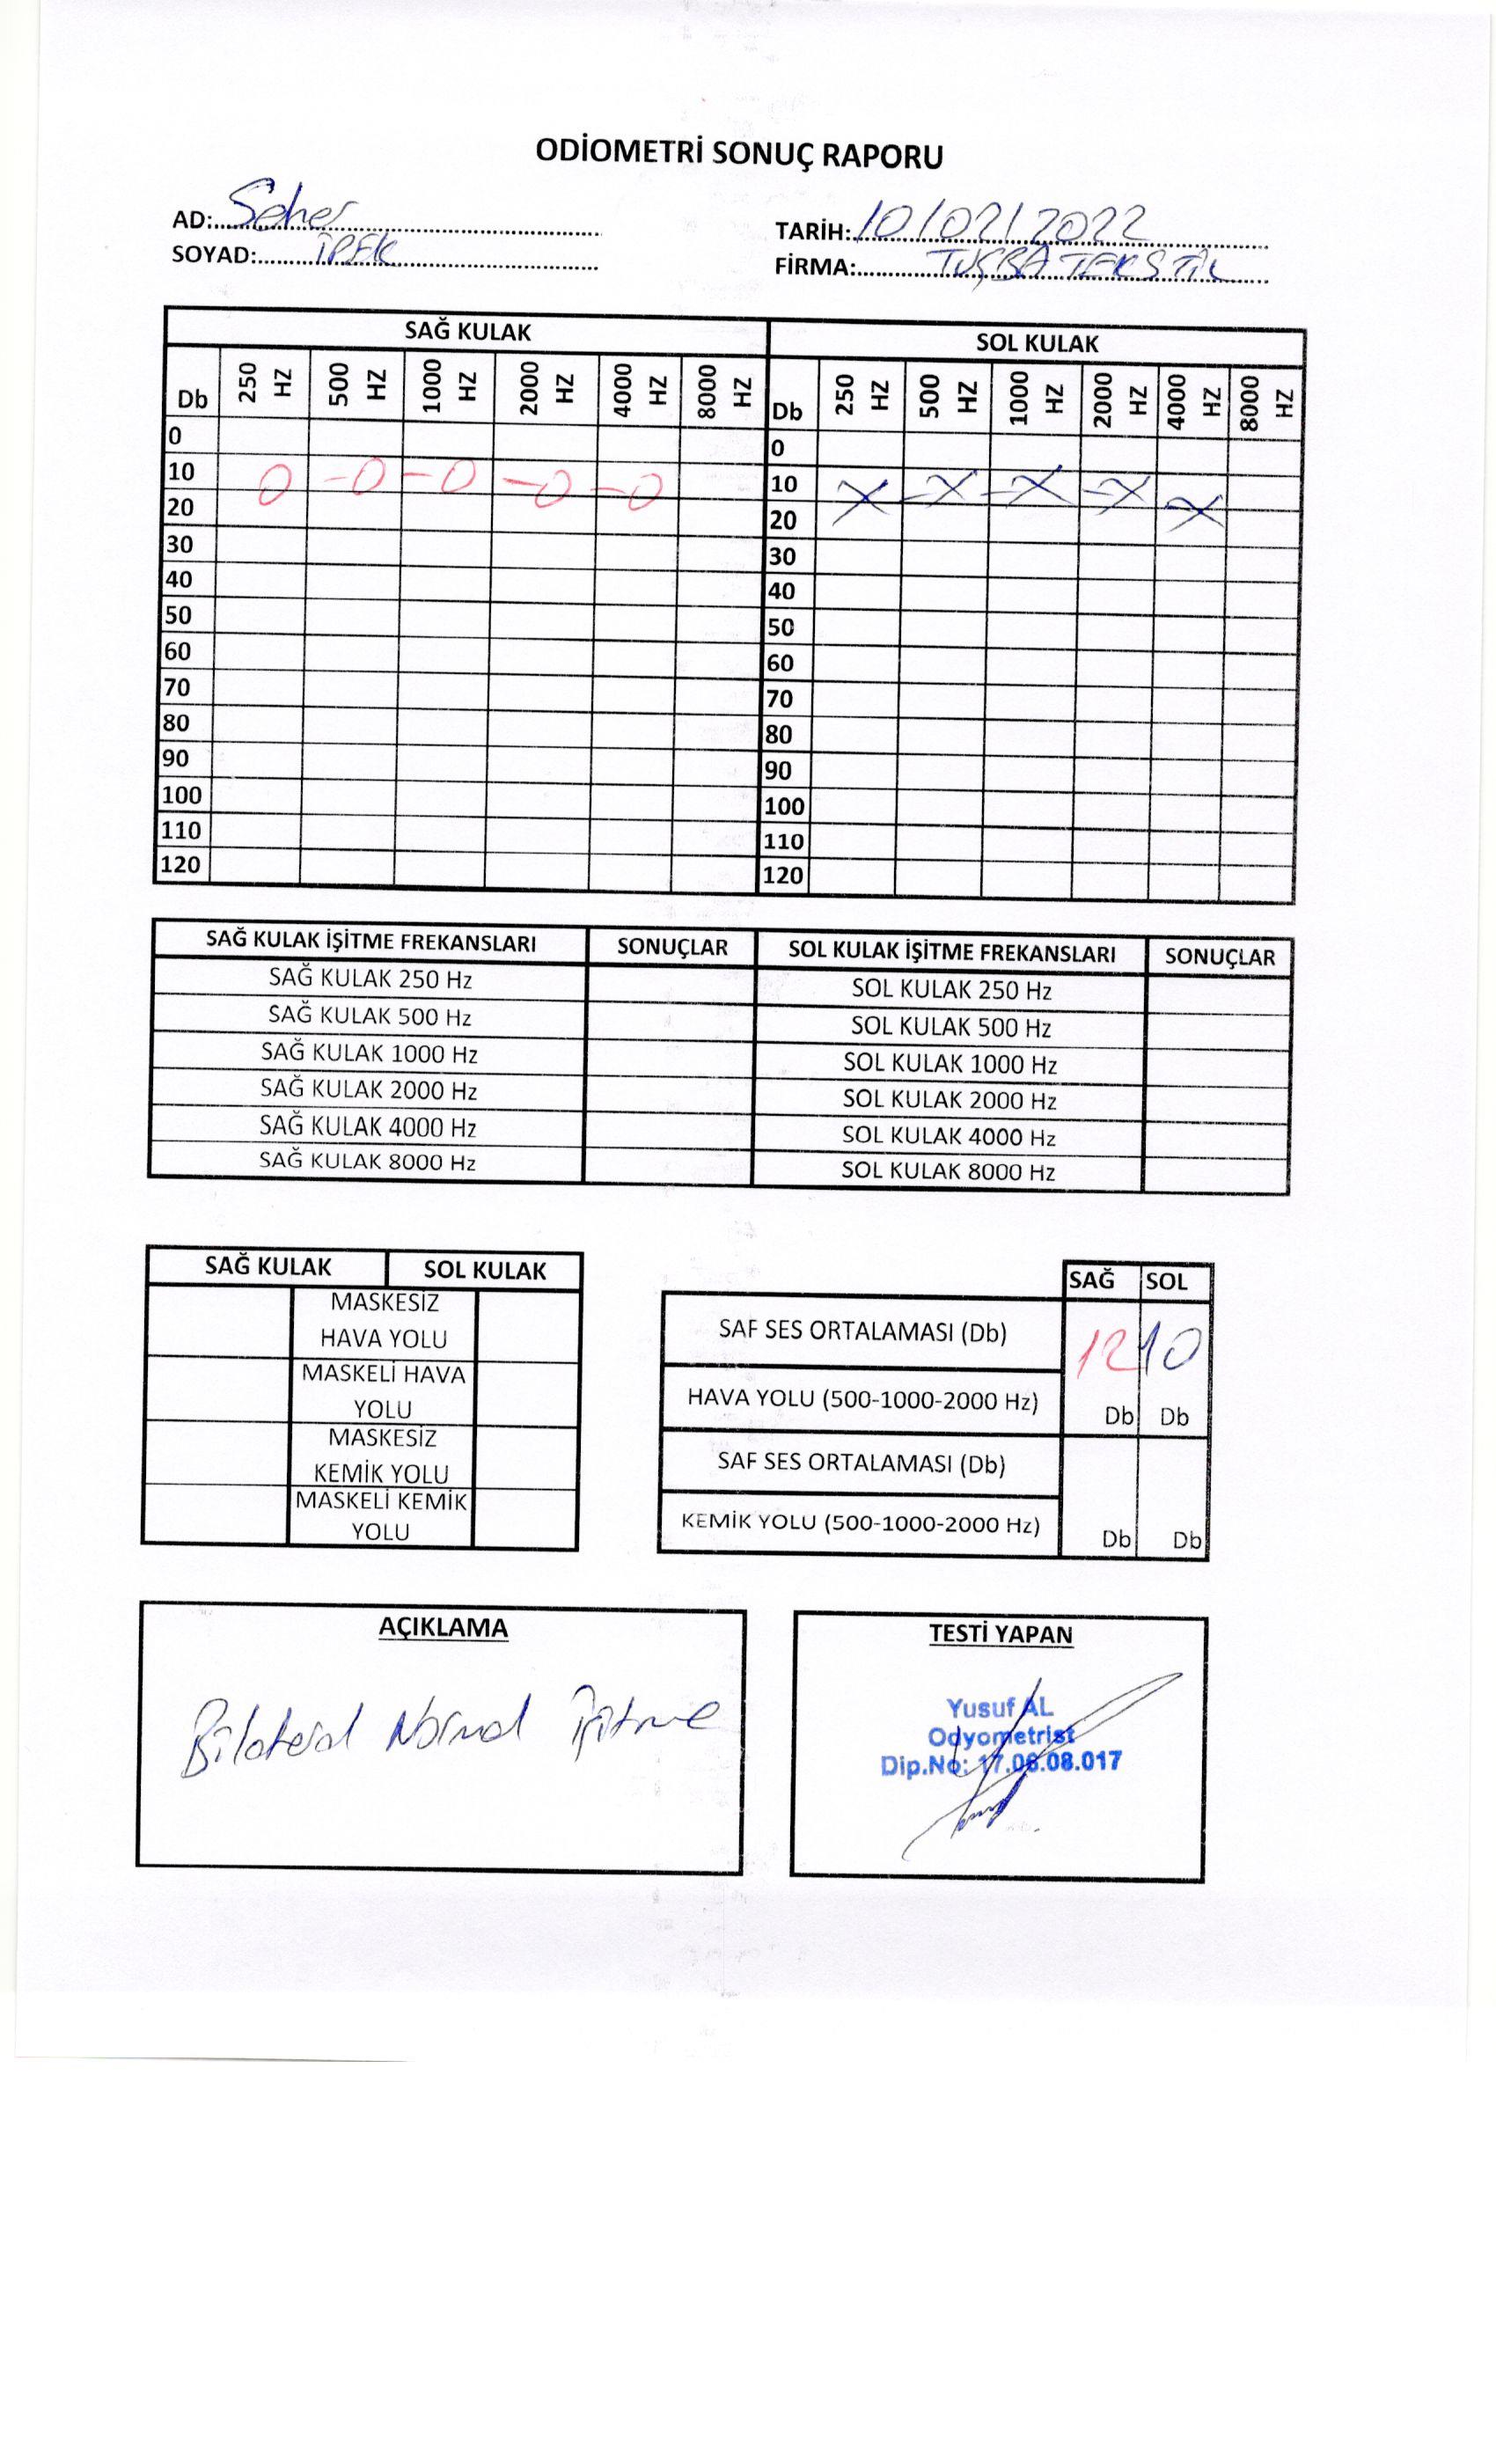 ODİOMETRİ SONUÇ RAPORU
AD: Seher
TARİH: 10/02/2022
SOYAD: İPEK
FİRMA: TUĞBA TEKSTİL
SAĞ KULAK SOL KULAK
Db 250 HZ 500 HZ 1000 HZ 2000 HZ 4000 HZ 8000 HZ Db 250 HZ 500 HZ 1000 HZ 2000 HZ 4000 HZ 8000 HZ
0 0
10 0 -0 -0 -0 -0 10 X -X -X -X -X
20 20
30 30
40 40
50 50
60 60
70 70
80 80
90 90
100 100
110 110
120 120
SAĞ KULAK İŞİTME FREKANSLARI SONUÇLAR SOL KULAK İŞİTME FREKANSLARI SONUÇLAR
SAĞ KULAK 250 Hz SOL KULAK 250 Hz
SAĞ KULAK 500 Hz SOL KULAK 500 Hz
SAĞ KULAK 1000 Hz SOL KULAK 1000 Hz
SAĞ KULAK 2000 Hz SOL KULAK 2000 Hz
SAĞ KULAK 4000 Hz SOL KULAK 4000 Hz
SAĞ KULAK 8000 Hz SOL KULAK 8000 Hz
SAĞ KULAK SOL KULAK
MASKESİZ
HAVA YOLU
MASKELİ HAVA
YOLU
MASKESİZ
KEMİK YOLU
MASKELİ KEMİK
YOLU
SAĞ SOL
SAF SES ORTALAMASI (Db) 12 10
HAVA YOLU (500-1000-2000 Hz) Db Db
SAF SES ORTALAMASI (Db)
KEMİK YOLU (500-1000-2000 Hz) Db Db
AÇIKLAMA
Bilateral Normal İşitme
TESTİ YAPAN
Yusuf AL
Odyometrist
Dip.No: 17.06.08.017